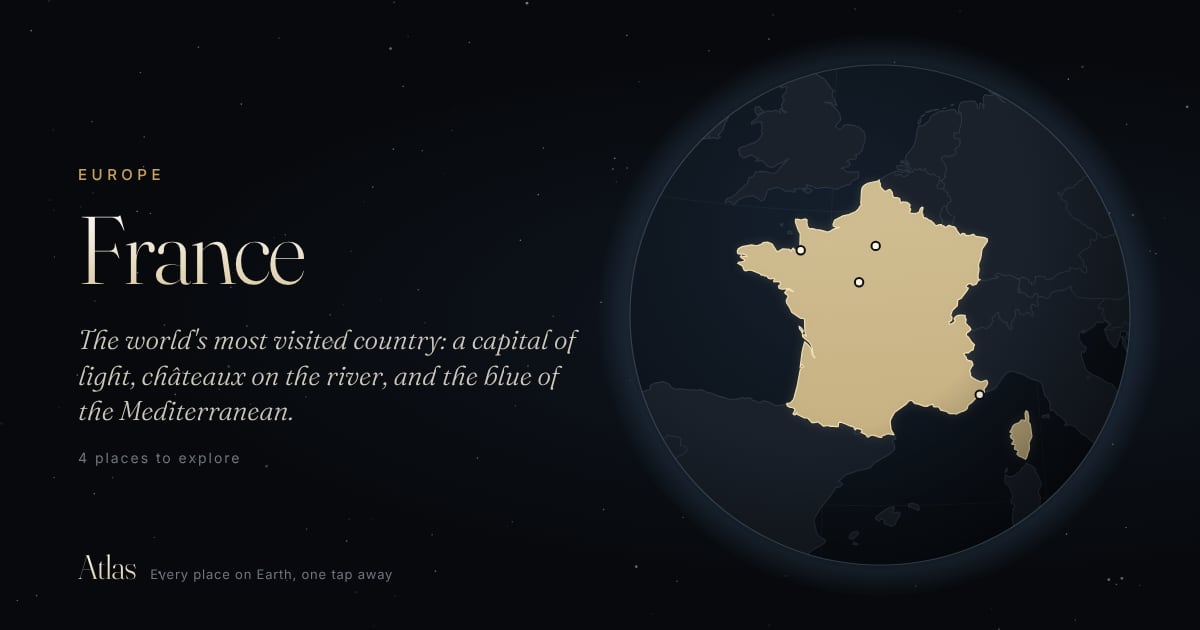 EUROPE
France
The world's most visited country: a capital of
light, châteaux on the river, and the blue of
the Mediterranean.
4 places to explore
Atlas Every place on Earth, one tap away